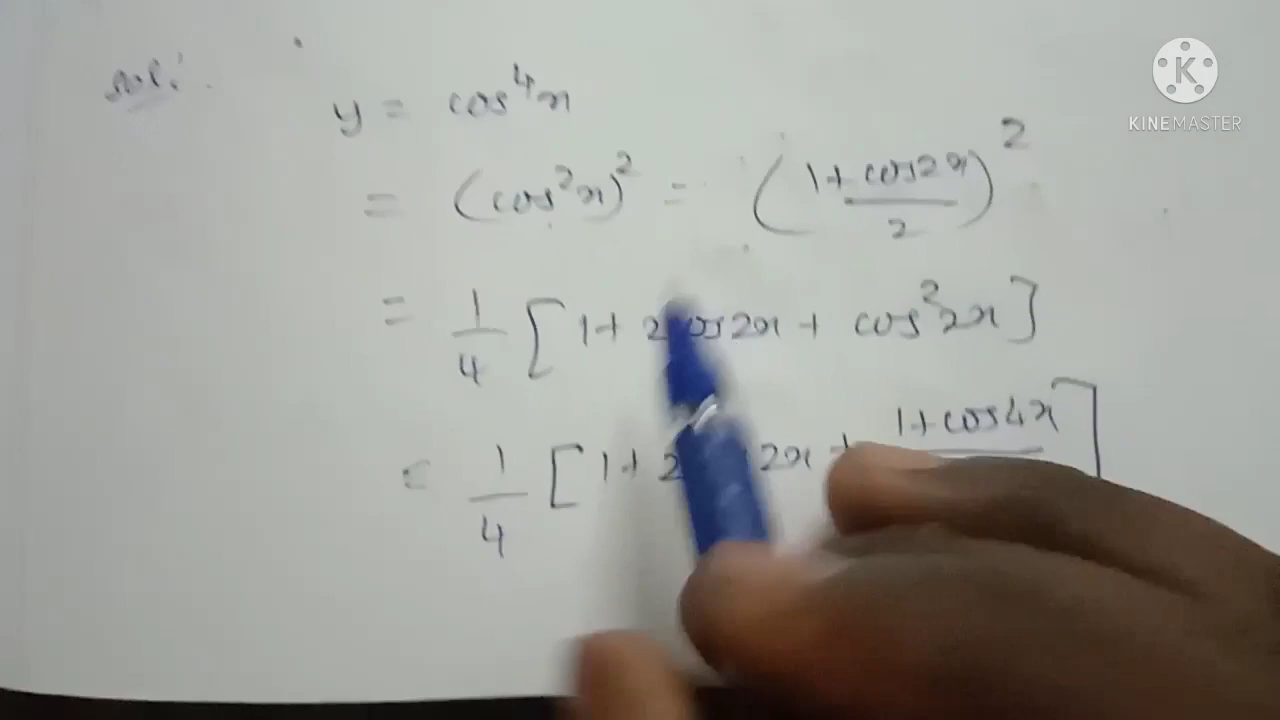 sol:
KINEMASTER
y = cos⁴x
= (cos²x)² = ((1+cos2x)/2)²
= 1/4 [1+ 2cos2x + cos²2x]
= 1/4 [1+ 2 2x + 1+cos4x]